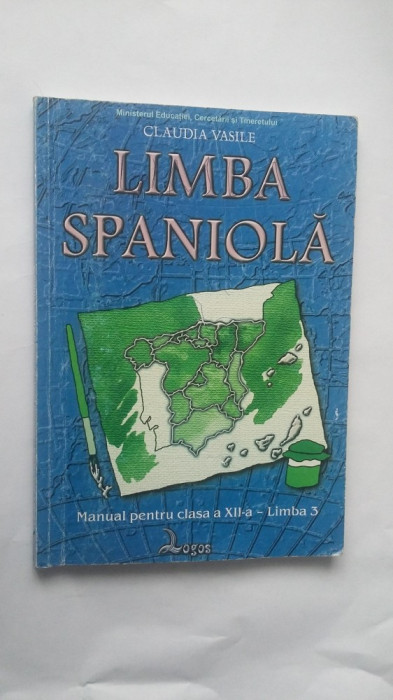 Ministerul Educației, Cercetării și Tineretului
CLAUDIA VASILE
LIMBA
SPANIOLĂ
Manual pentru clasa a XII-a – Limba 3
Logos